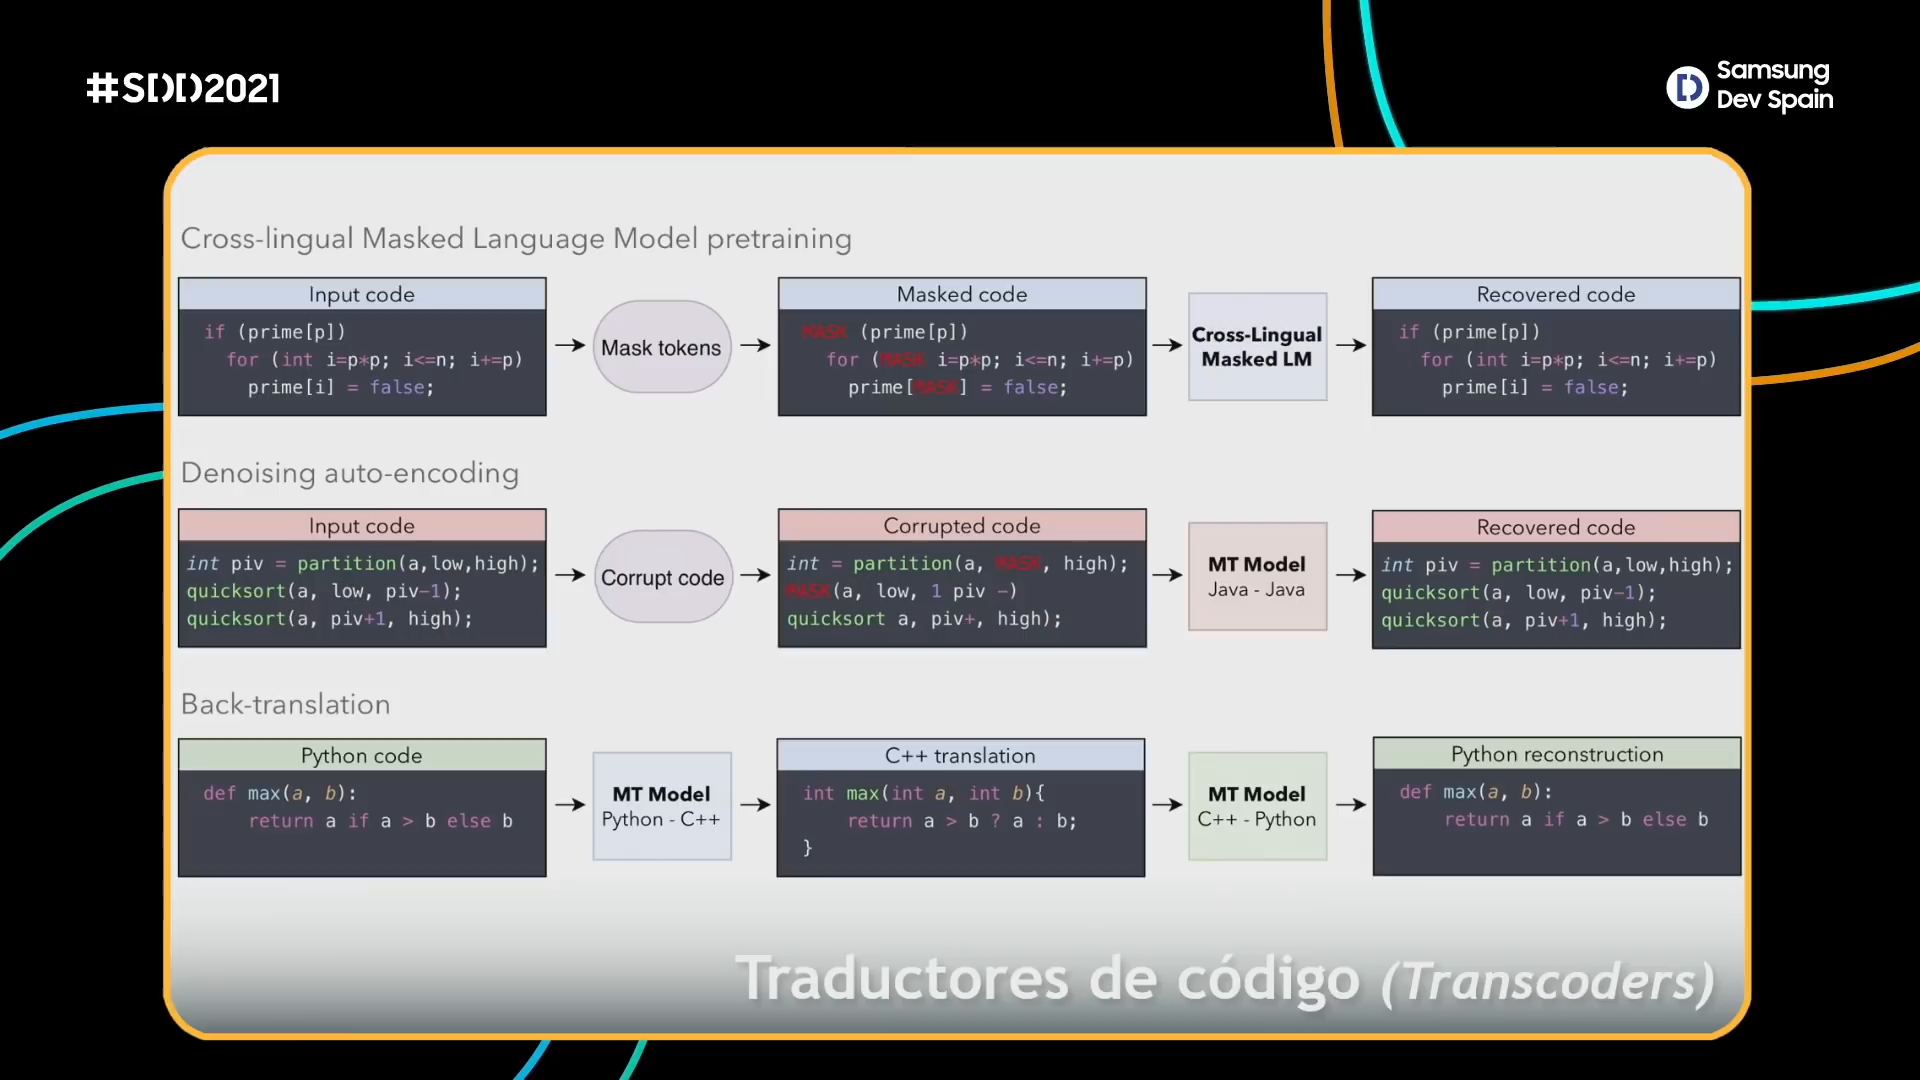 #SDD2021
Samsung
Dev Spain
Cross-lingual Masked Language Model pretraining
Input code
if (prime[p])
for (int i=p*p; i<=n; i+=p)
prime[i] = false;
Mask tokens
Masked code
MASK (prime[p])
for (MASK i=p*p; i<=n; i+=p)
prime[MASK] = false;
Cross-Lingual
Masked LM
Recovered code
if (prime[p])
for (int i=p*p; i<=n; i+=p)
prime[i] = false;
Denoising auto-encoding
Input code
int piv = partition(a,low,high);
quicksort(a, low, piv-1);
quicksort(a, piv+1, high);
Corrupt code
Corrupted code
int = partition(a, MASK, high);
MASK(a, low, 1 piv -)
quicksort a, piv+, high);
MT Model
Java - Java
Recovered code
int piv = partition(a,low,high);
quicksort(a, low, piv-1);
quicksort(a, piv+1, high);
Back-translation
Python code
def max(a, b):
return a if a > b else b
MT Model
Python - C++
C++ translation
int max(int a, int b){
return a > b ? a : b;
}
MT Model
C++ - Python
Python reconstruction
def max(a, b):
return a if a > b else b
Traductores de código (Transcoders)